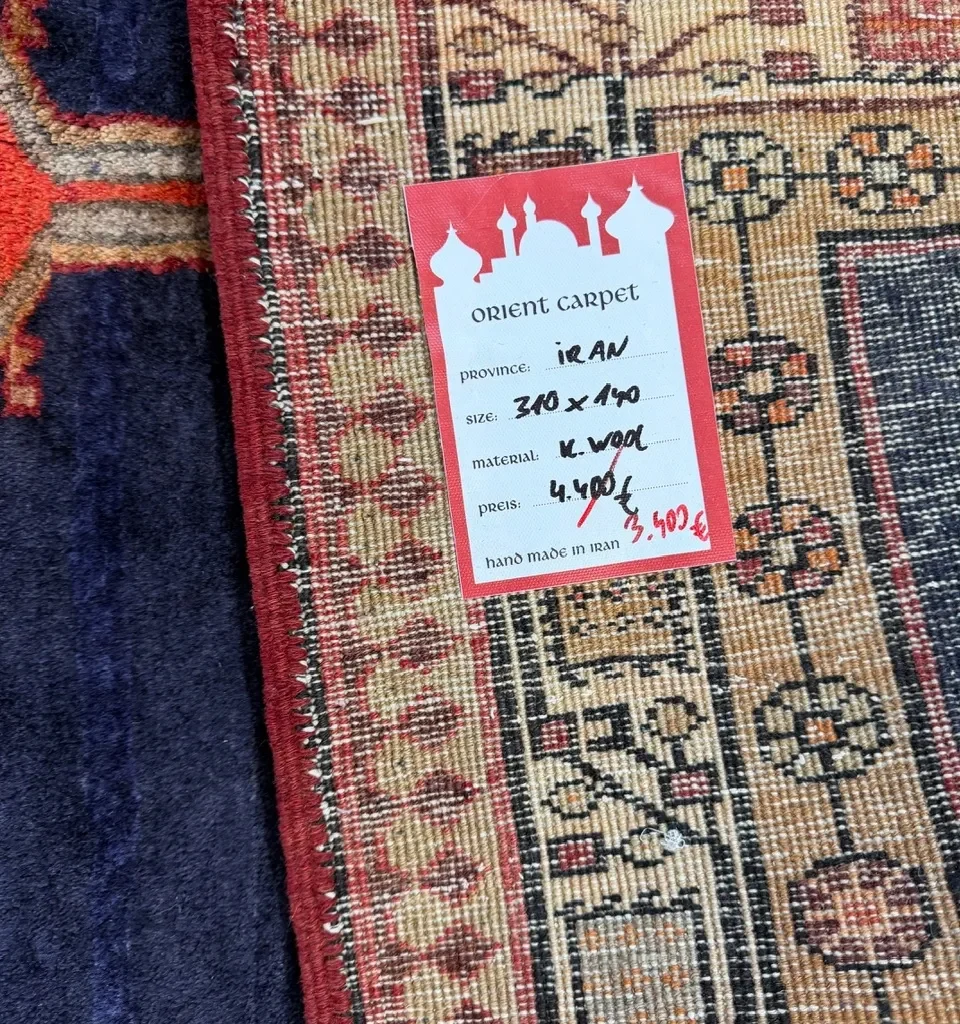 ORIENT CARPET
PROVINCE: IRAN
SIZE: 310 x 140
MATERIAL: K. WOOL
PREIS: 4.400 €
3.400 €
HAND MADE IN IRAN